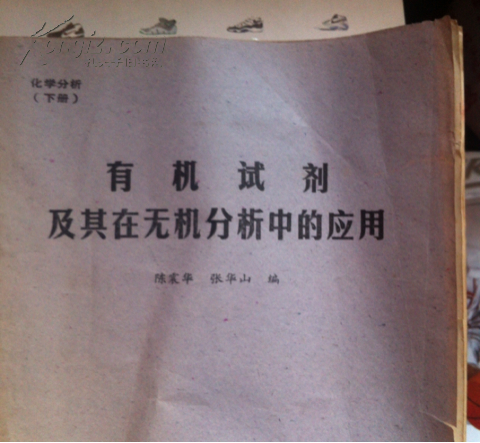 化学分析
（下册）
有机试剂
及其在无机分析中的应用
陈家华 张华山 编